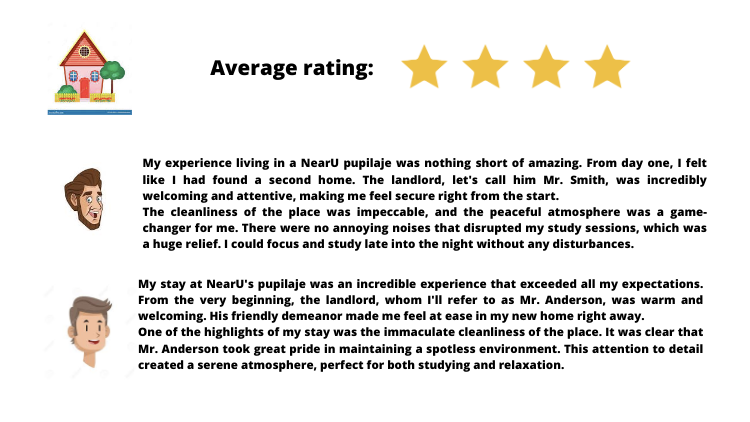 Average rating:
My experience living in a NearU pupilaje was nothing short of amazing. From day one, I felt
like I had found a second home. The landlord, let's call him Mr. Smith, was incredibly
welcoming and attentive, making me feel secure right from the start.
The cleanliness of the place was impeccable, and the peaceful atmosphere was a game-
changer for me. There were no annoying noises that disrupted my study sessions, which was
a huge relief. I could focus and study late into the night without any disturbances.
My stay at NearU's pupilaje was an incredible experience that exceeded all my expectations.
From the very beginning, the landlord, whom I'll refer to as Mr. Anderson, was warm and
welcoming. His friendly demeanor made me feel at ease in my new home right away.
One of the highlights of my stay was the immaculate cleanliness of the place. It was clear that
Mr. Anderson took great pride in maintaining a spotless environment. This attention to detail
created a serene atmosphere, perfect for both studying and relaxation.